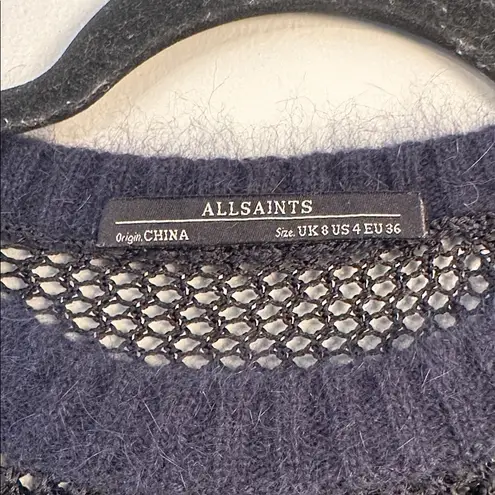 ALLSAINTS
Origin. CHINA Size. UK 8 US 4 EU 36